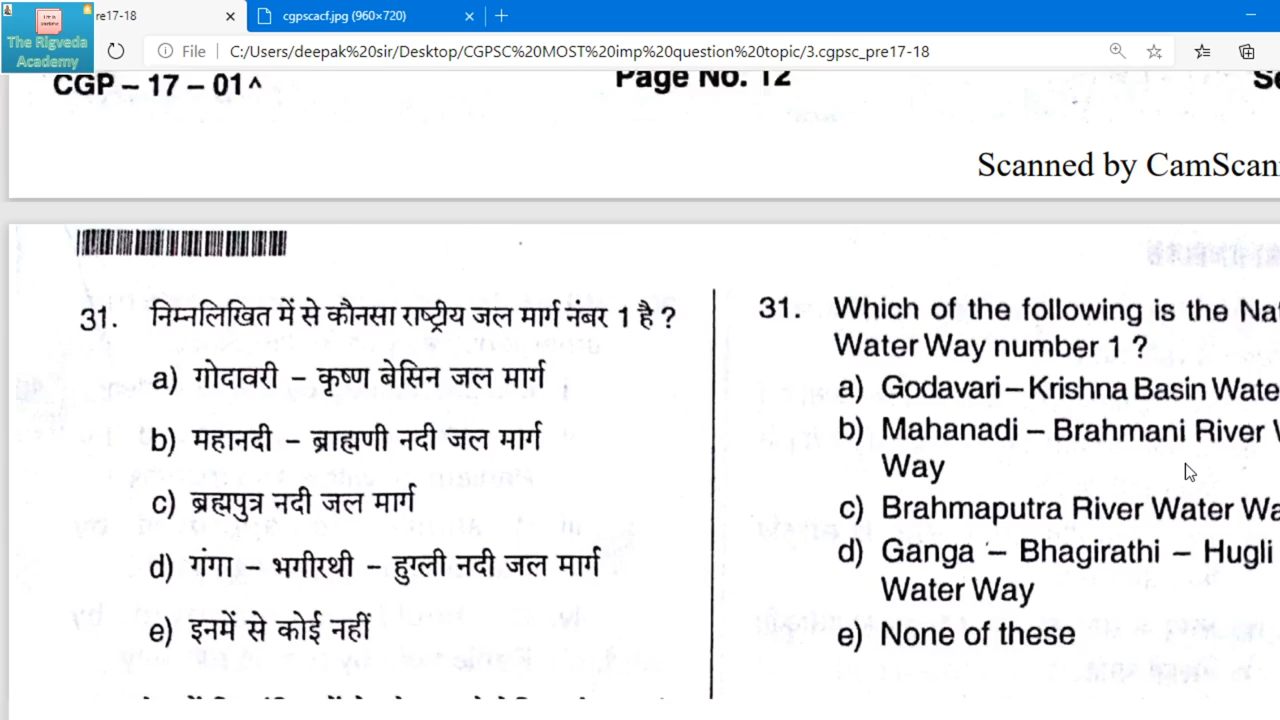 re17-18
cgpscacf.jpg (960×720)
The Rigveda
Academy
File
C:/Users/deepak%20sir/Desktop/CGPSC%20MOST%20imp%20question%20topic/3.cgpsc_pre17-18
CGP – 17 – 01^
Page No. 12
Se
Scanned by CamScan
31. निम्नलिखित में से कौनसा राष्ट्रीय जल मार्ग नंबर 1 है ?
a) गोदावरी – कृष्ण बेसिन जल मार्ग
b) महानदी – ब्राह्मणी नदी जल मार्ग
c) ब्रह्मपुत्र नदी जल मार्ग
d) गंगा – भगीरथी – हुग्ली नदी जल मार्ग
e) इनमें से कोई नहीं
31. Which of the following is the Nat
Water Way number 1 ?
a) Godavari – Krishna Basin Wate
b) Mahanadi – Brahmani River W
Way
c) Brahmaputra River Water Wa
d) Ganga – Bhagirathi – Hugli
Water Way
e) None of these